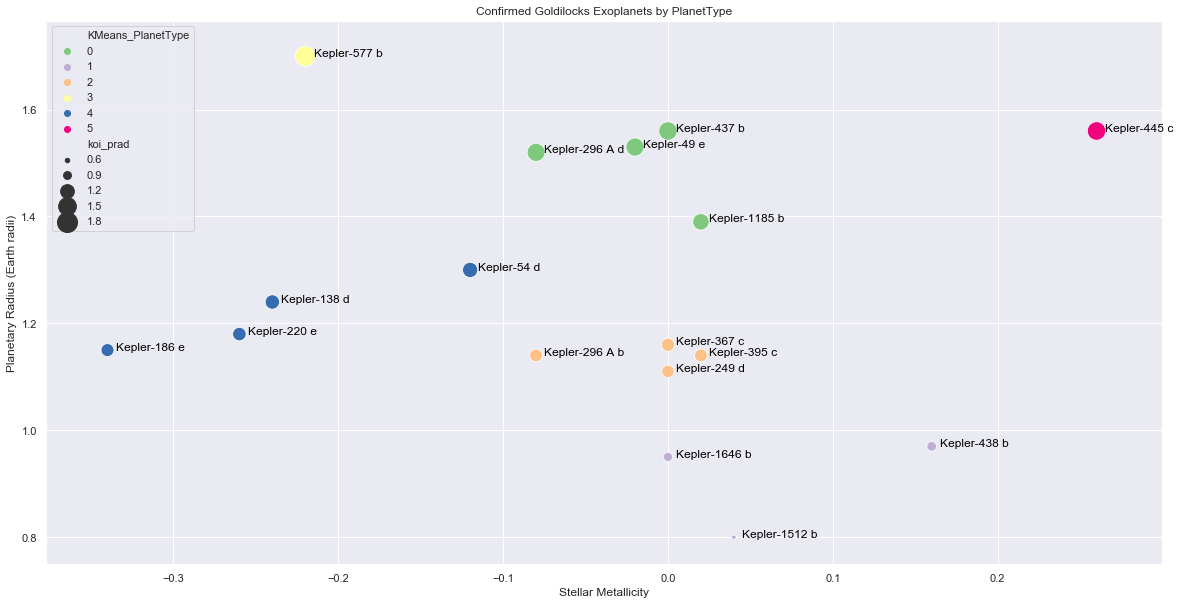 Confirmed Goldilocks Exoplanets by PlanetType
KMeans_PlanetType
0
1
2
3
4
5
koi_prad
0.6
0.9
1.2
1.5
1.8
Kepler-577 b
Kepler-437 b
Kepler-445 c
Kepler-49 e
Kepler-296 A d
Kepler-1185 b
Kepler-54 d
Kepler-138 d
Kepler-220 e
Kepler-186 e
Kepler-367 c
Kepler-296 A b
Kepler-395 c
Kepler-249 d
Kepler-438 b
Kepler-1646 b
Kepler-1512 b
Planetary Radius (Earth radii)
1.6
1.4
1.2
1.0
0.8
−0.3
−0.2
−0.1
0.0
0.1
0.2
Stellar Metallicity